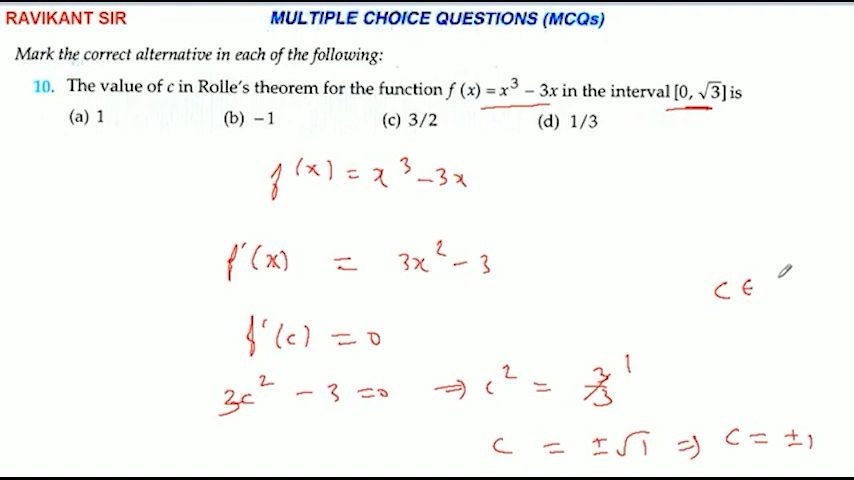 RAVIKANT SIR MULTIPLE CHOICE QUESTIONS (MCQs)
Mark the correct alternative in each of the following:
10. The value of c in Rolle's theorem for the function f (x) = x³ – 3x in the interval [0, √3] is
(a) 1 (b) –1 (c) 3/2 (d) 1/3
f(x) = x³ – 3x
f'(x) = 3x² – 3
c ∈
f'(c) = 0
3c² – 3 = 0 ⇒ c² = 3/3 1
c = ±√1 ⇒ c = ±1